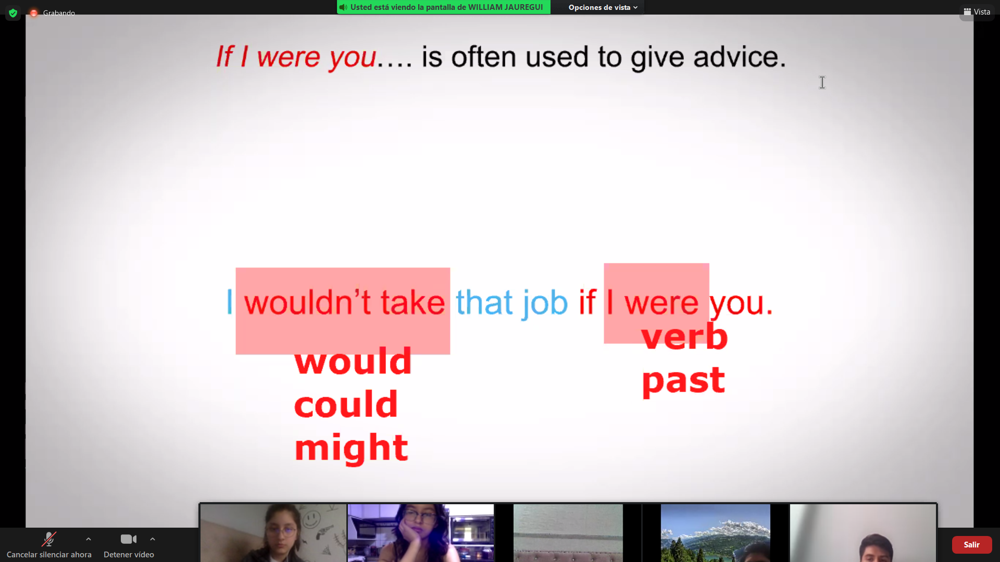 Grabando
Usted está viendo la pantalla de WILLIAM JAUREGUI
Opciones de vista
Vista
If I were you…. is often used to give advice.
I wouldn't take that job if I were you.
would
could
might
verb
past
Cancelar silenciar ahora
Detener vídeo
Salir